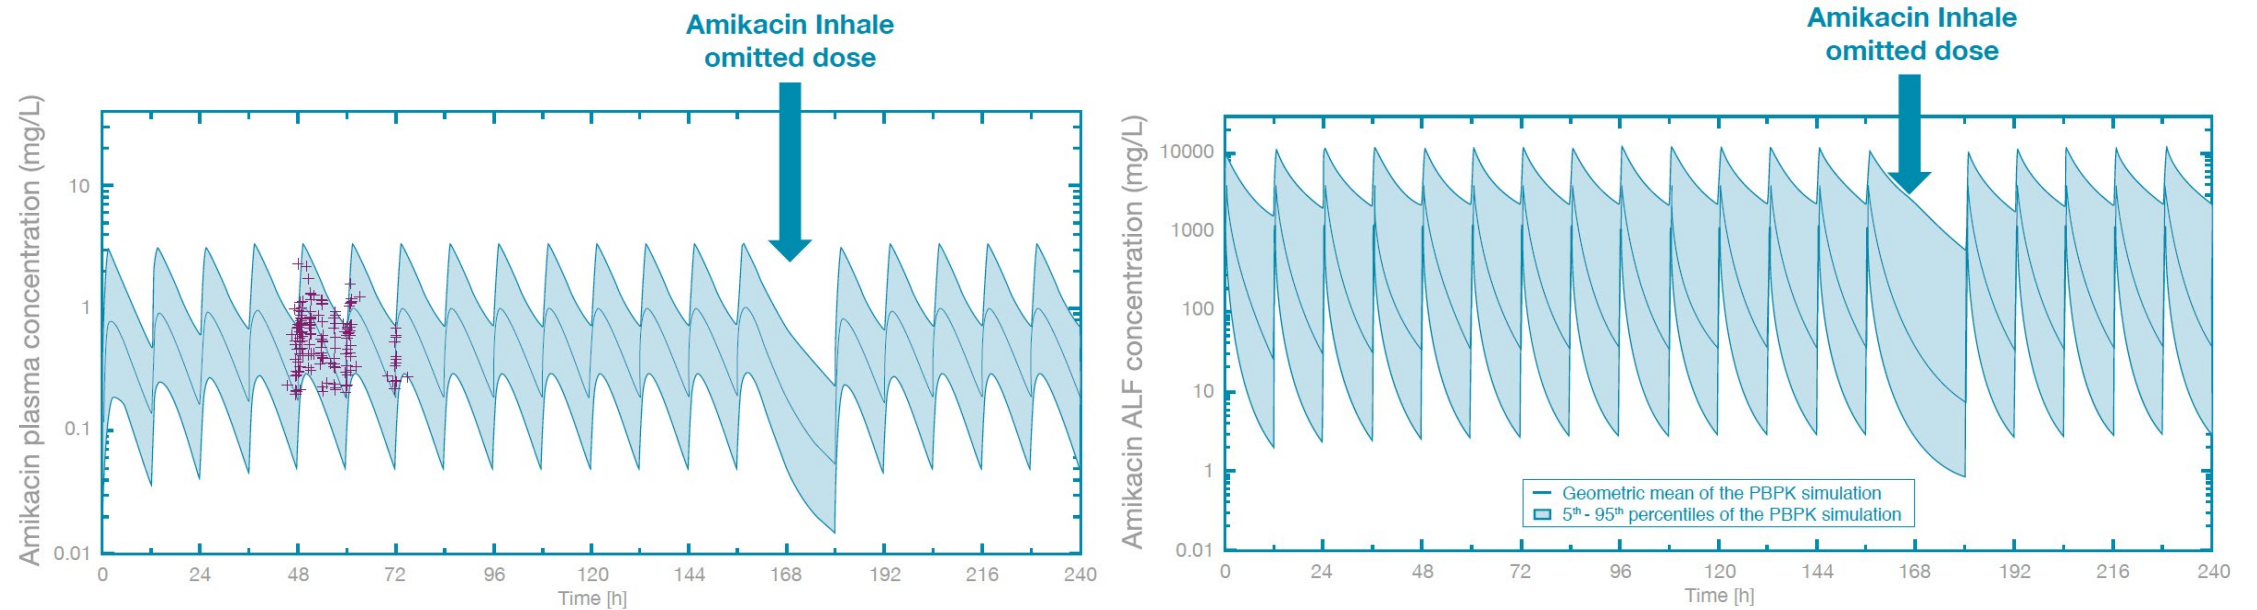 Amikacin Inhale
omitted dose
Amikacin plasma concentration (mg/L)
10
1
0.1
0.01
0 24 48 72 96 120 144 168 192 216 240
Time [h]
Amikacin Inhale
omitted dose
Amikacin ALF concentration (mg/L)
10000
1000
100
10
1
0.01
Geometric mean of the PBPK simulation
5th - 95th percentiles of the PBPK simulation
0 24 48 72 96 120 144 168 192 216 240
Time [h]